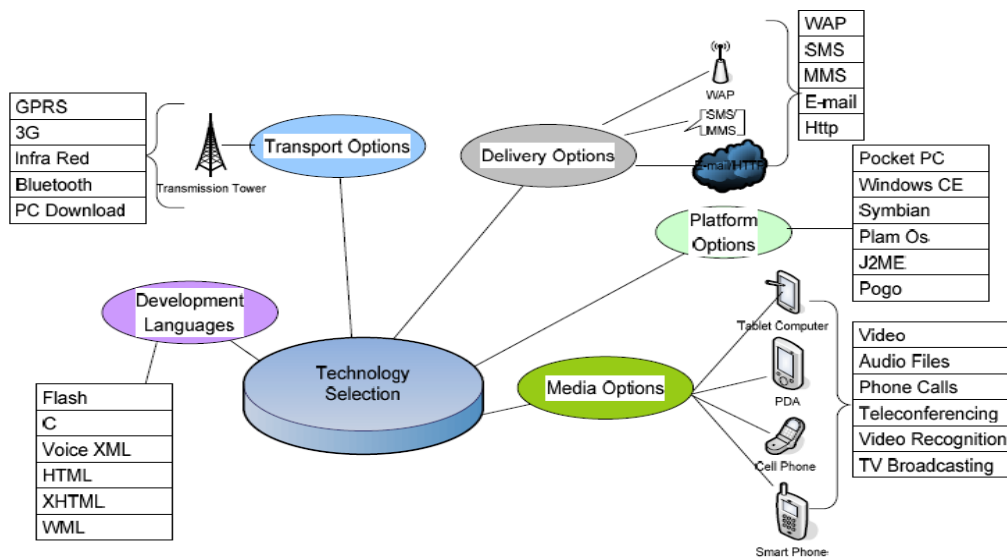 GPRS
3G
Infra Red
Bluetooth
PC Download
Transmission Tower
Transport Options
Delivery Options
WAP
SMS/
MMS
E-mail/HTTP
WAP
SMS
MMS
E-mail
Http
Platform
Options
Pocket PC
Windows CE
Symbian
Plam Os
J2ME
Pogo
Development
Languages
Flash
C
Voice XML
HTML
XHTML
WML
Technology
Selection
Media Options
Tablet Computer
PDA
Cell Phone
Smart Phone
Video
Audio Files
Phone Calls
Teleconferencing
Video Recognition
TV Broadcasting